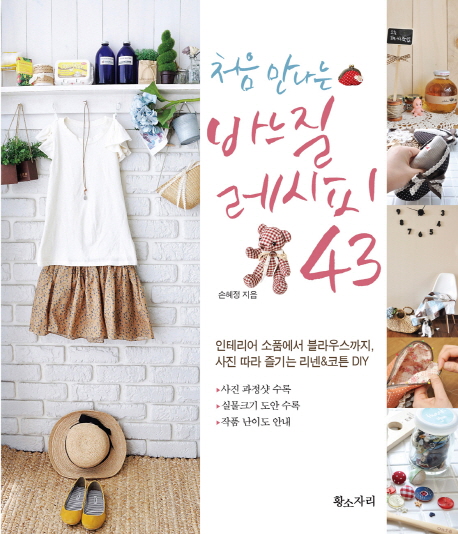 처음 만나는
바느질
레시피
43
손혜정 지음
인테리어 소품에서 블라우스까지,
사진 따라 즐기는 리넨&코튼 DIY
▸사진 과정샷 수록
▸실물크기 도안 수록
▸작품 난이도 안내
황소자리